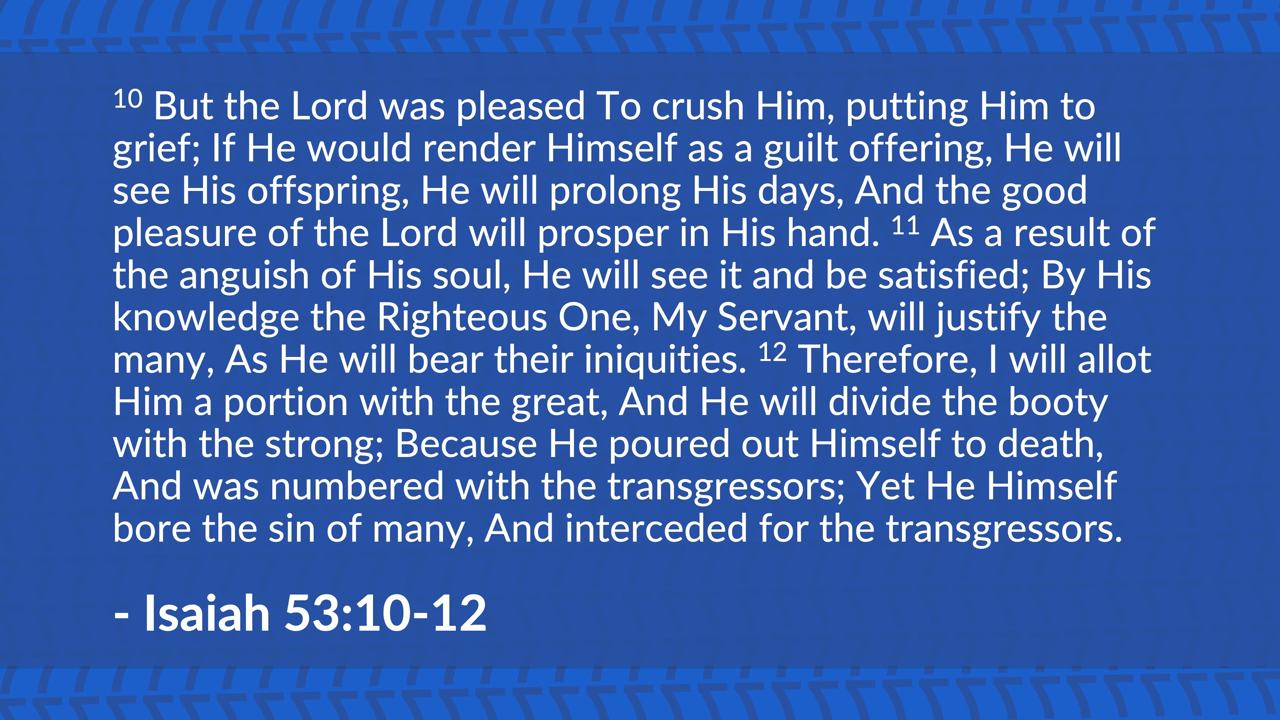 10 But the Lord was pleased To crush Him, putting Him to
grief; If He would render Himself as a guilt offering, He will
see His offspring, He will prolong His days, And the good
pleasure of the Lord will prosper in His hand. 11 As a result of
the anguish of His soul, He will see it and be satisfied; By His
knowledge the Righteous One, My Servant, will justify the
many, As He will bear their iniquities. 12 Therefore, I will allot
Him a portion with the great, And He will divide the booty
with the strong; Because He poured out Himself to death,
And was numbered with the transgressors; Yet He Himself
bore the sin of many, And interceded for the transgressors.
- Isaiah 53:10-12